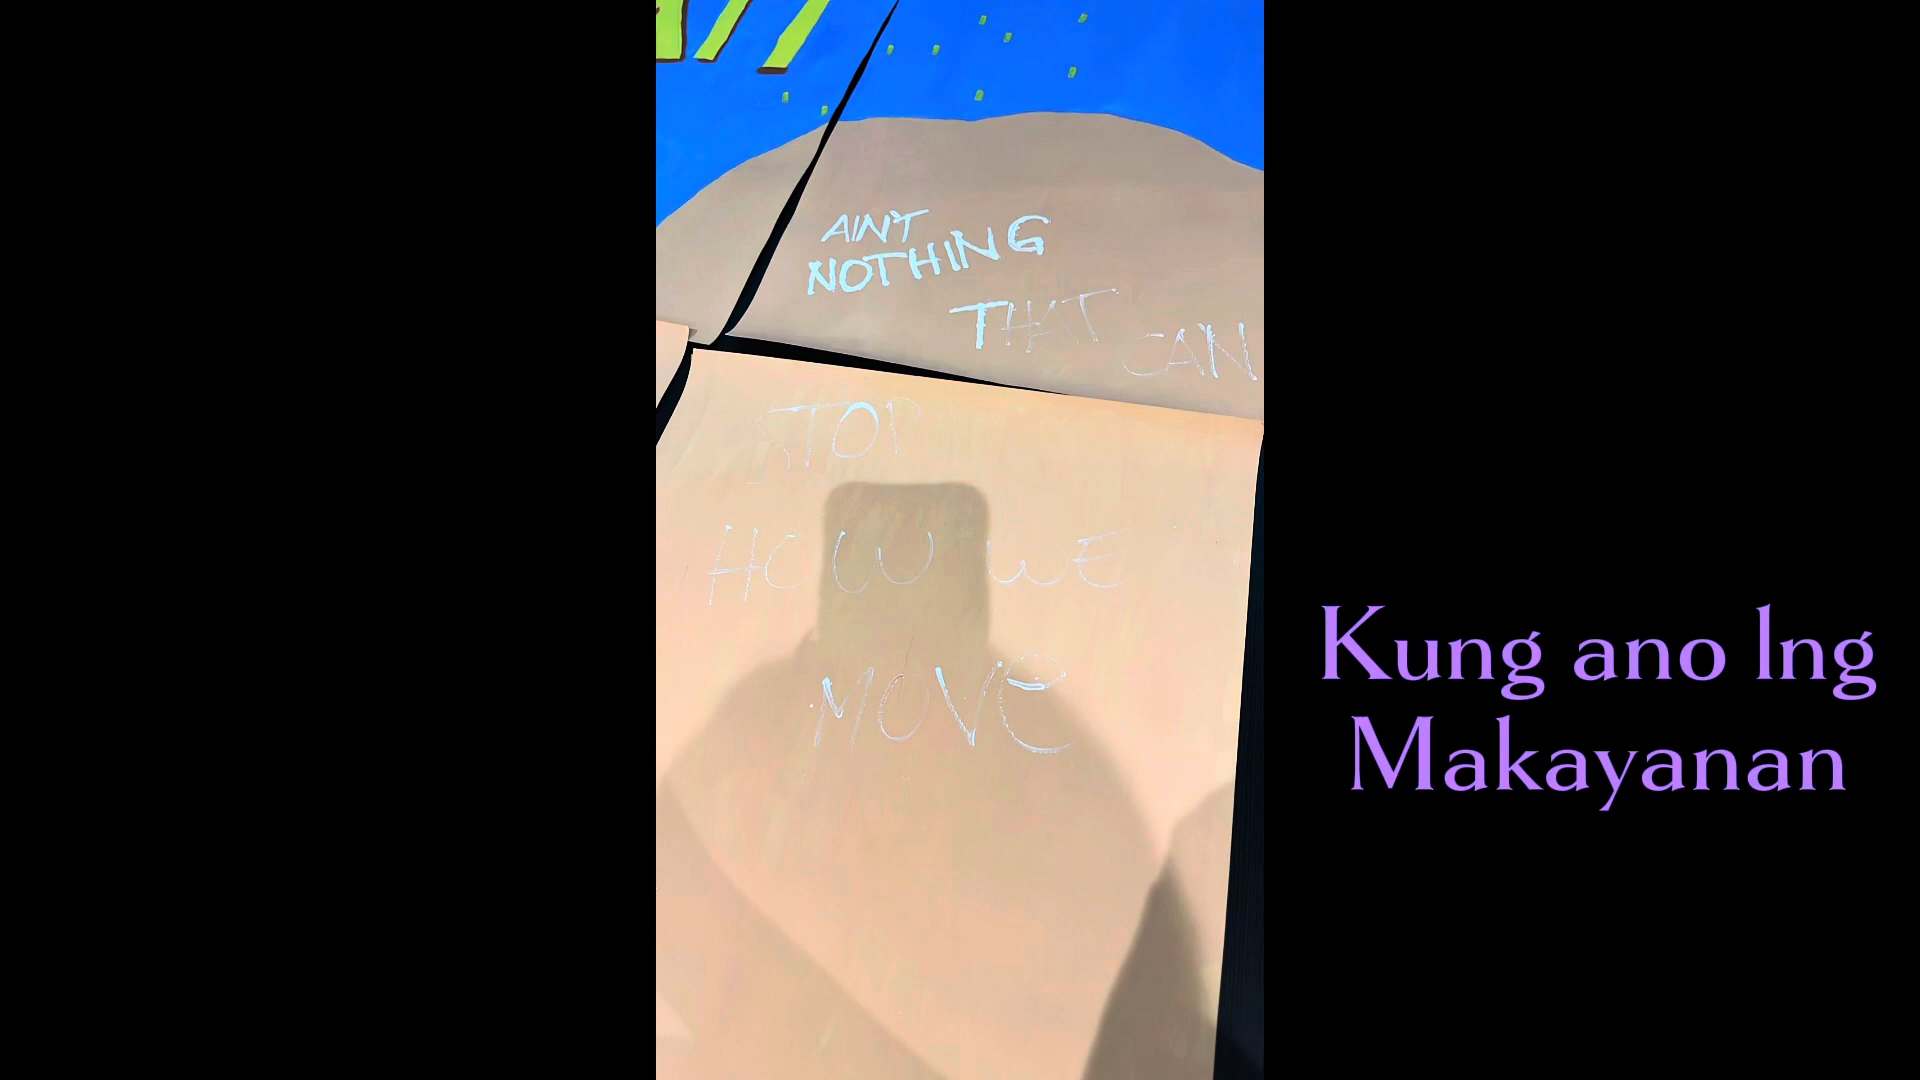 AIN'T
NOTHING
THAT CAN
STOP
HOW WE
MOVE
Kung ano lng
Makayanan